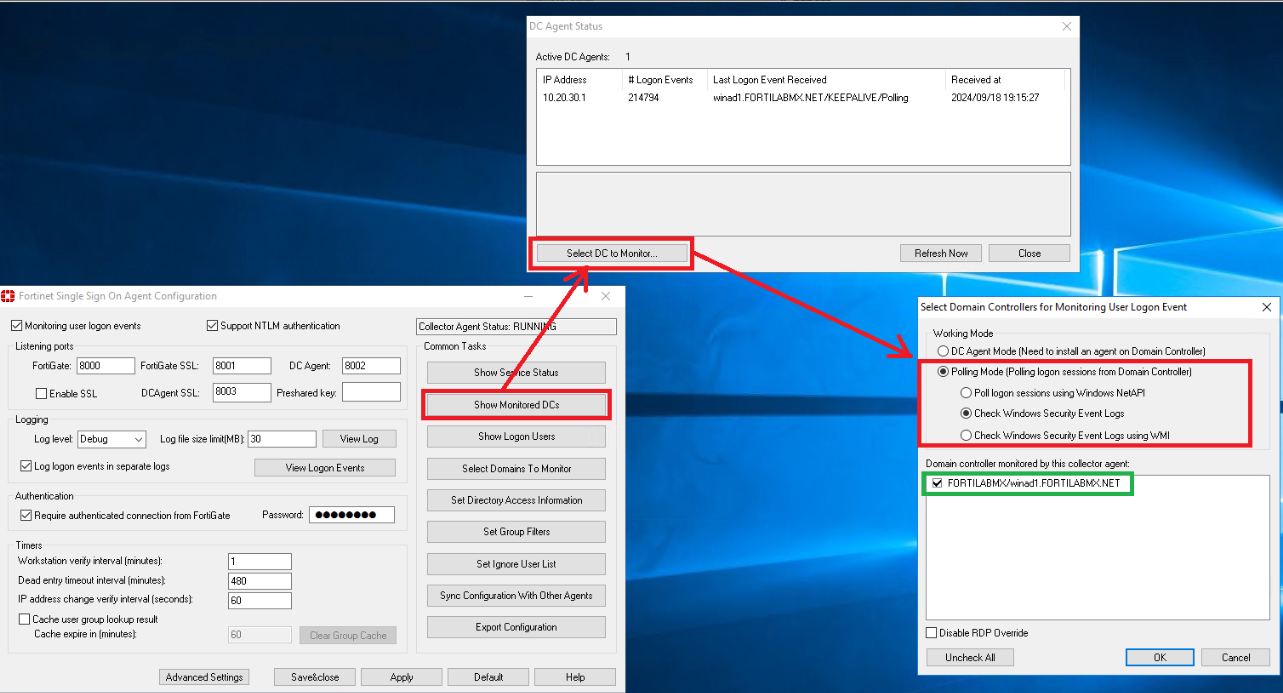 DC Agent Status
Active DC Agents: 1
IP Address # Logon Events Last Logon Event Received Received at
10.20.30.1 214794 winad1.FORTILABMX.NET/KEEPALIVE/Polling 2024/09/18 19:15:27
Select DC to Monitor... Refresh Now Close
Fortinet Single Sign On Agent Configuration
Monitoring user logon events Support NTLM authentication
Collector Agent Status: RUNNING
Listening ports
FortiGate: 8000 FortiGate SSL: 8001 DC Agent: 8002
Enable SSL DCAgent SSL: 8003 Preshared key:
Logging
Log level: Debug Log file size limit(MB): 30 View Log
Log logon events in separate logs View Logon Events
Authentication
Require authenticated connection from FortiGate Password: ●●●●●●●●
Timers
Workstation verify interval (minutes): 1
Dead entry timeout interval (minutes): 480
IP address change verify interval (seconds): 60
Cache user group lookup result
Cache expire in (minutes): 60 Clear Group Cache
Common Tasks
Show Service Status
Show Monitored DCs
Show Logon Users
Select Domains To Monitor
Set Directory Access Information
Set Group Filters
Set Ignore User List
Sync Configuration With Other Agents
Export Configuration
Advanced Settings Save&close Apply Default Help
Select Domain Controllers for Monitoring User Logon Event
Working Mode
DC Agent Mode (Need to install an agent on Domain Controller)
Polling Mode (Polling logon sessions from Domain Controller)
Poll logon sessions using Windows NetAPI
Check Windows Security Event Logs
Check Windows Security Event Logs using WMI
Domain controller monitored by this collector agent:
FORTILABMX/winad1.FORTILABMX.NET
Disable RDP Override
Uncheck All OK Cancel